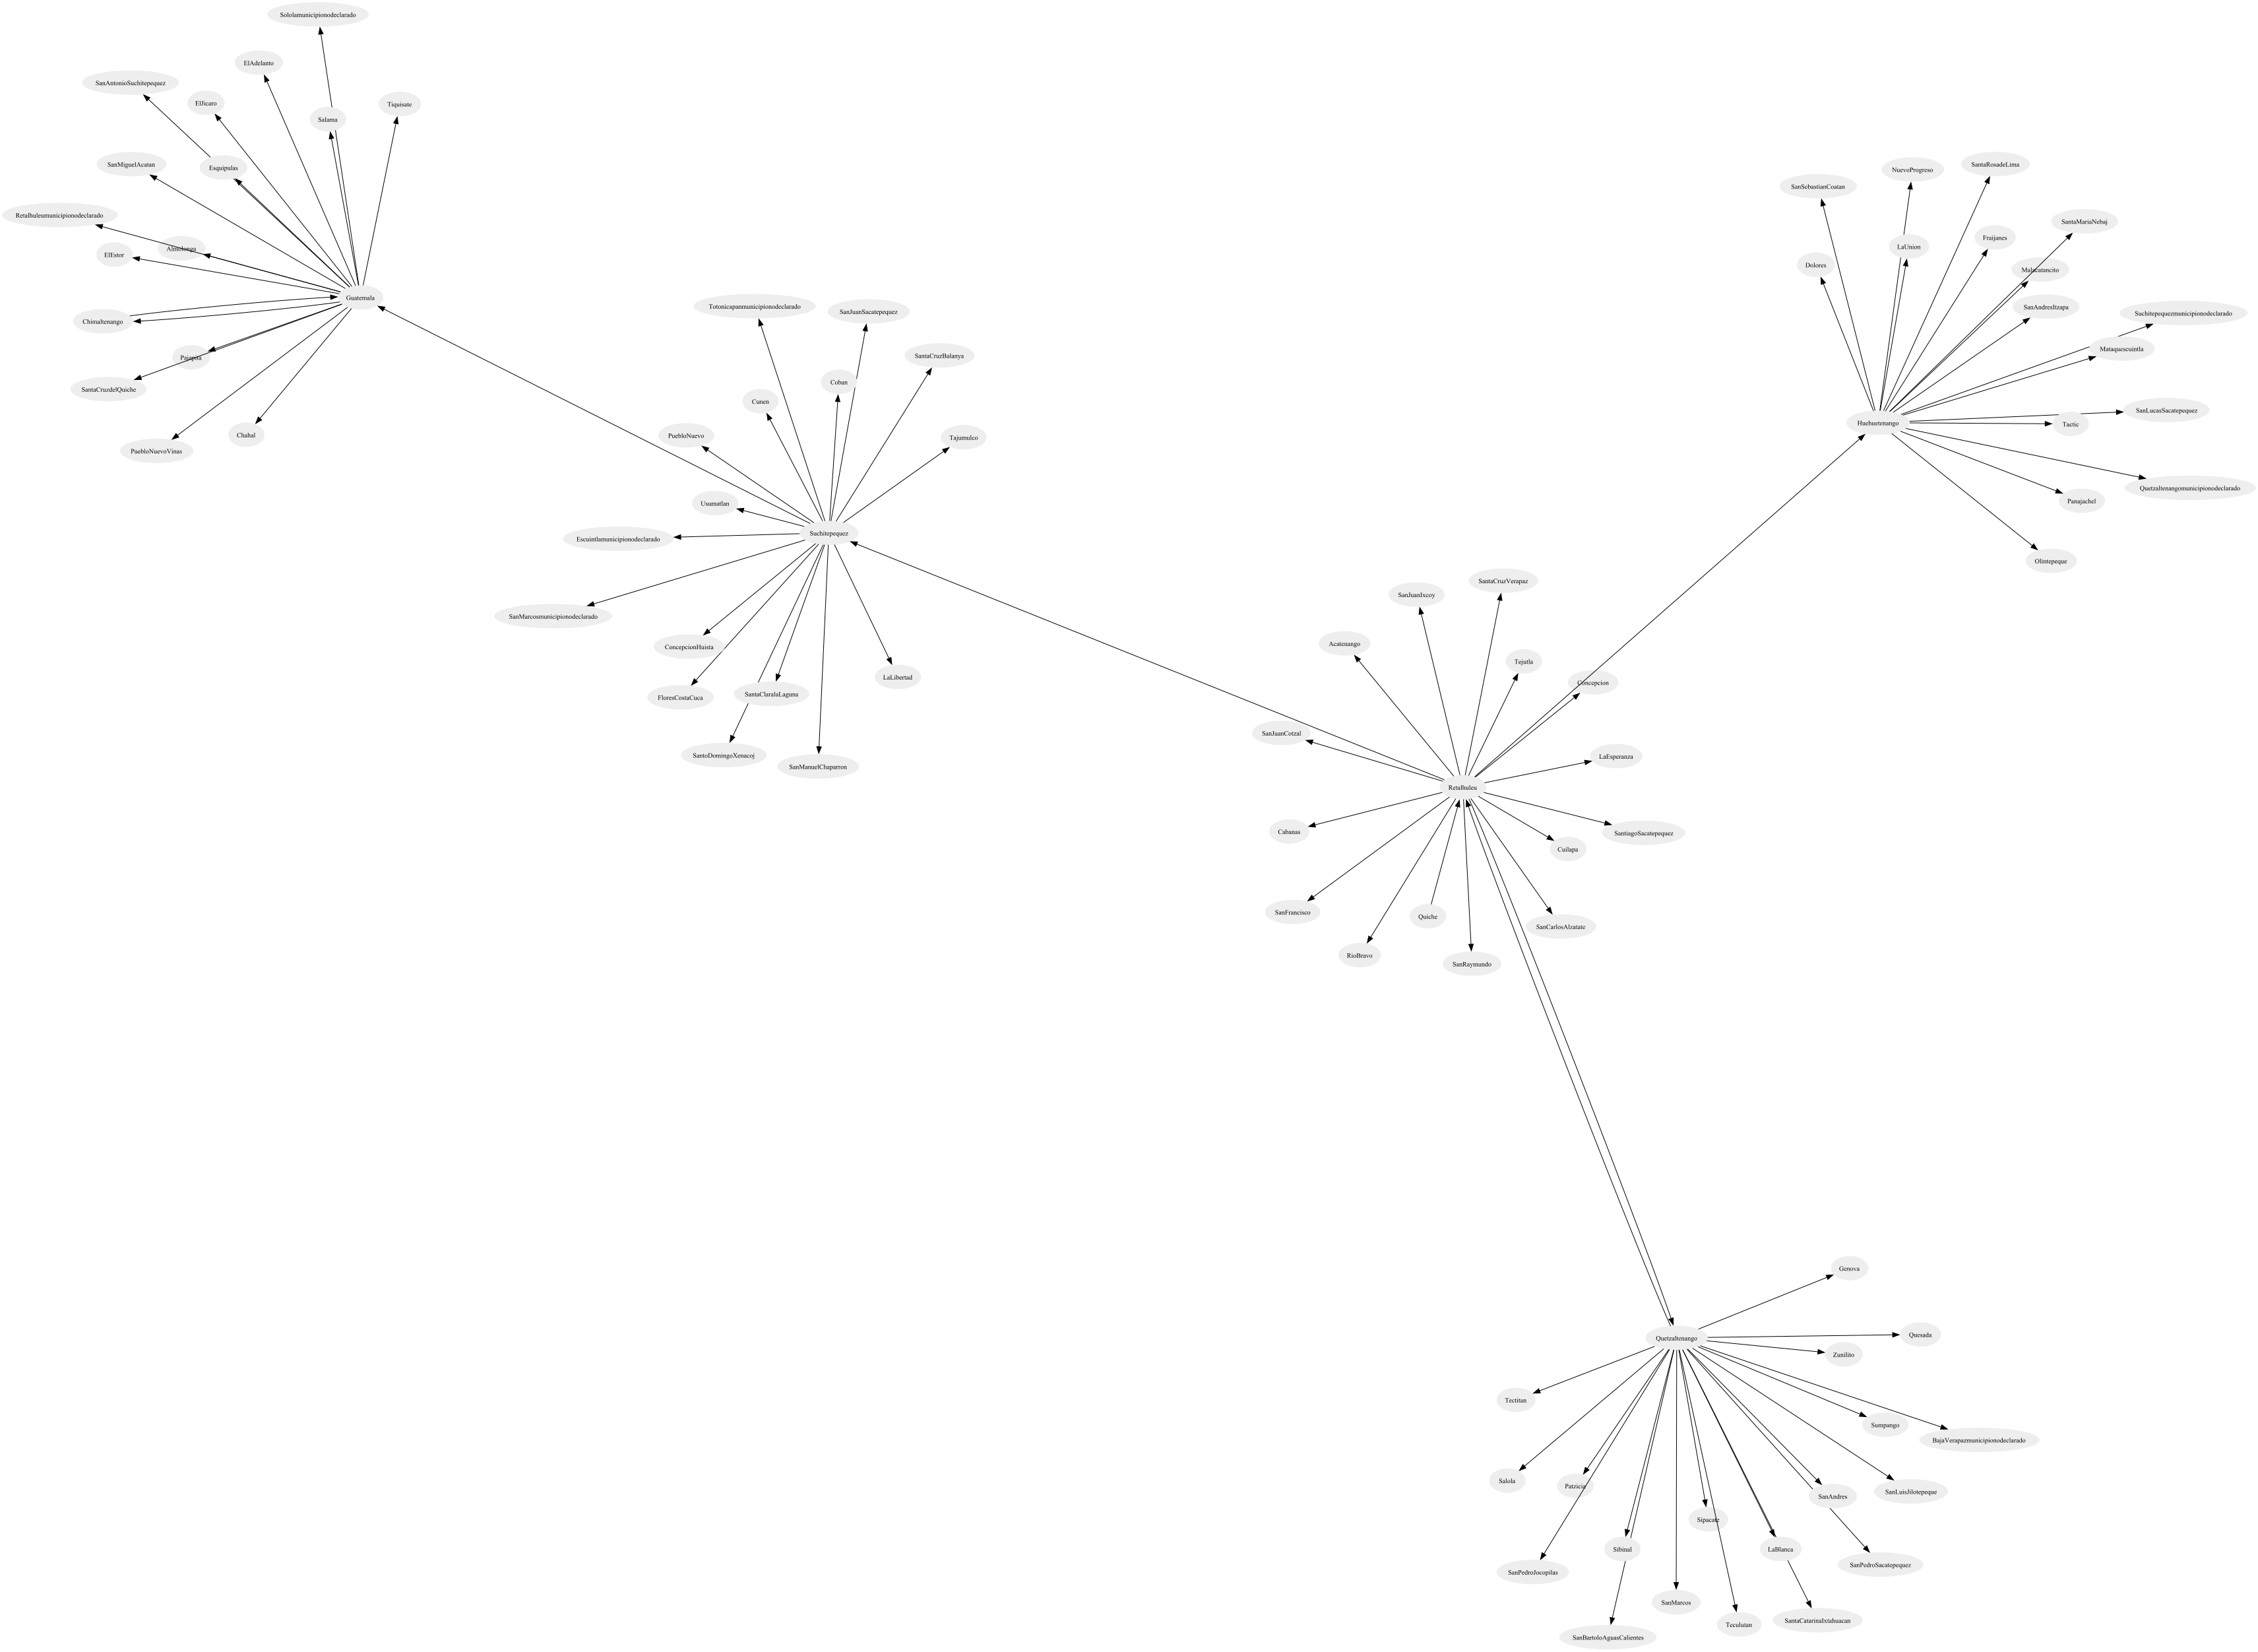 Sololamunicipionodeclarado
ElAdelanto
SanAntonioSuchitepequez
ElJicaro
Tiquisate
Salama
SanMiguelAcatan
Esquipulas
Retalhuleumunicipionodeclarado
Almolonga
ElEstor
Guatemala
Chimaltenango
Pajapita
SantaCruzdelQuiche
Chahal
PuebloNuevoVinas
Totonicapanmunicipionodeclarado
SanJuanSacatepequez
SantaCruzBalanya
Coban
Cunen
PuebloNuevo
Tajumulco
Usumatlan
Suchitepequez
Escuintlamunicipionodeclarado
SanMarcosmunicipionodeclarado
ConcepcionHuista
LaLibertad
FloresCostaCuca
SantaClaralaLaguna
SantoDomingoXenacoj
SanManuelChaparron
SantaRosadeLima
NuevoProgreso
SanSebastianCoatan
SantaMariaNebaj
Fraijanes
LaUnion
Dolores
Malacatancito
SanAndresItzapa
Suchitepequezmunicipionodeclarado
Mataquescuintla
SanLucasSacatepequez
Huehuetenango
Tactic
Quetzaltenangomunicipionodeclarado
Panajachel
Olintepeque
SantaCruzVerapaz
SanJuanIxcoy
Acatenango
Tejutla
Concepcion
SanJuanCotzal
LaEsperanza
Retalhuleu
Cabanas
SantiagoSacatepequez
Cuilapa
SanFrancisco
Quiche
SanCarlosAlzatate
RioBravo
SanRaymundo
Genova
Quesada
Quetzaltenango
Zunilito
Tectitan
Sumpango
BajaVerapazmunicipionodeclarado
Salola
Patzicia
SanLuisJilotepeque
SanAndres
Sipacate
Sibinal
LaBlanca
SanPedroSacatepequez
SanPedroJocopilas
SanMarcos
SantaCatarinaIxtahuacan
Teculutan
SanBartoloAguasCalientes